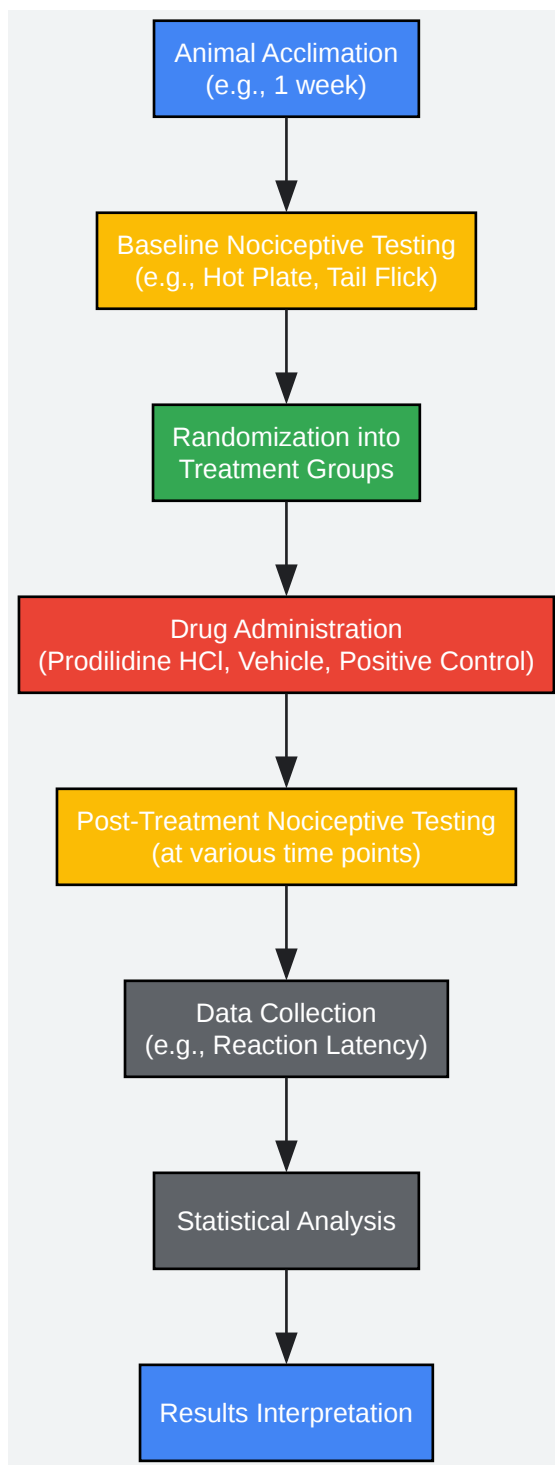 Animal Acclimation
(e.g., 1 week)
Baseline Nociceptive Testing
(e.g., Hot Plate, Tail Flick)
Randomization into
Treatment Groups
Drug Administration
(Prodilidine HCl, Vehicle, Positive Control)
Post-Treatment Nociceptive Testing
(at various time points)
Data Collection
(e.g., Reaction Latency)
Statistical Analysis
Results Interpretation